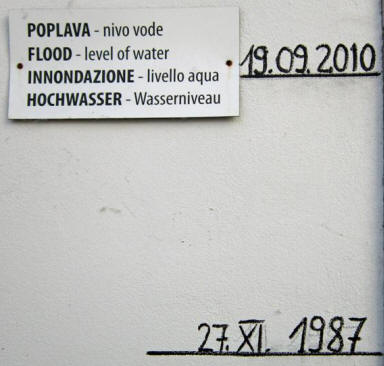 POPLAVA - nivo vode
FLOOD - level of water
INNONDAZIONE - livello aqua
HOCHWASSER - Wasserniveau
19.09.2010
27.XI. 1987